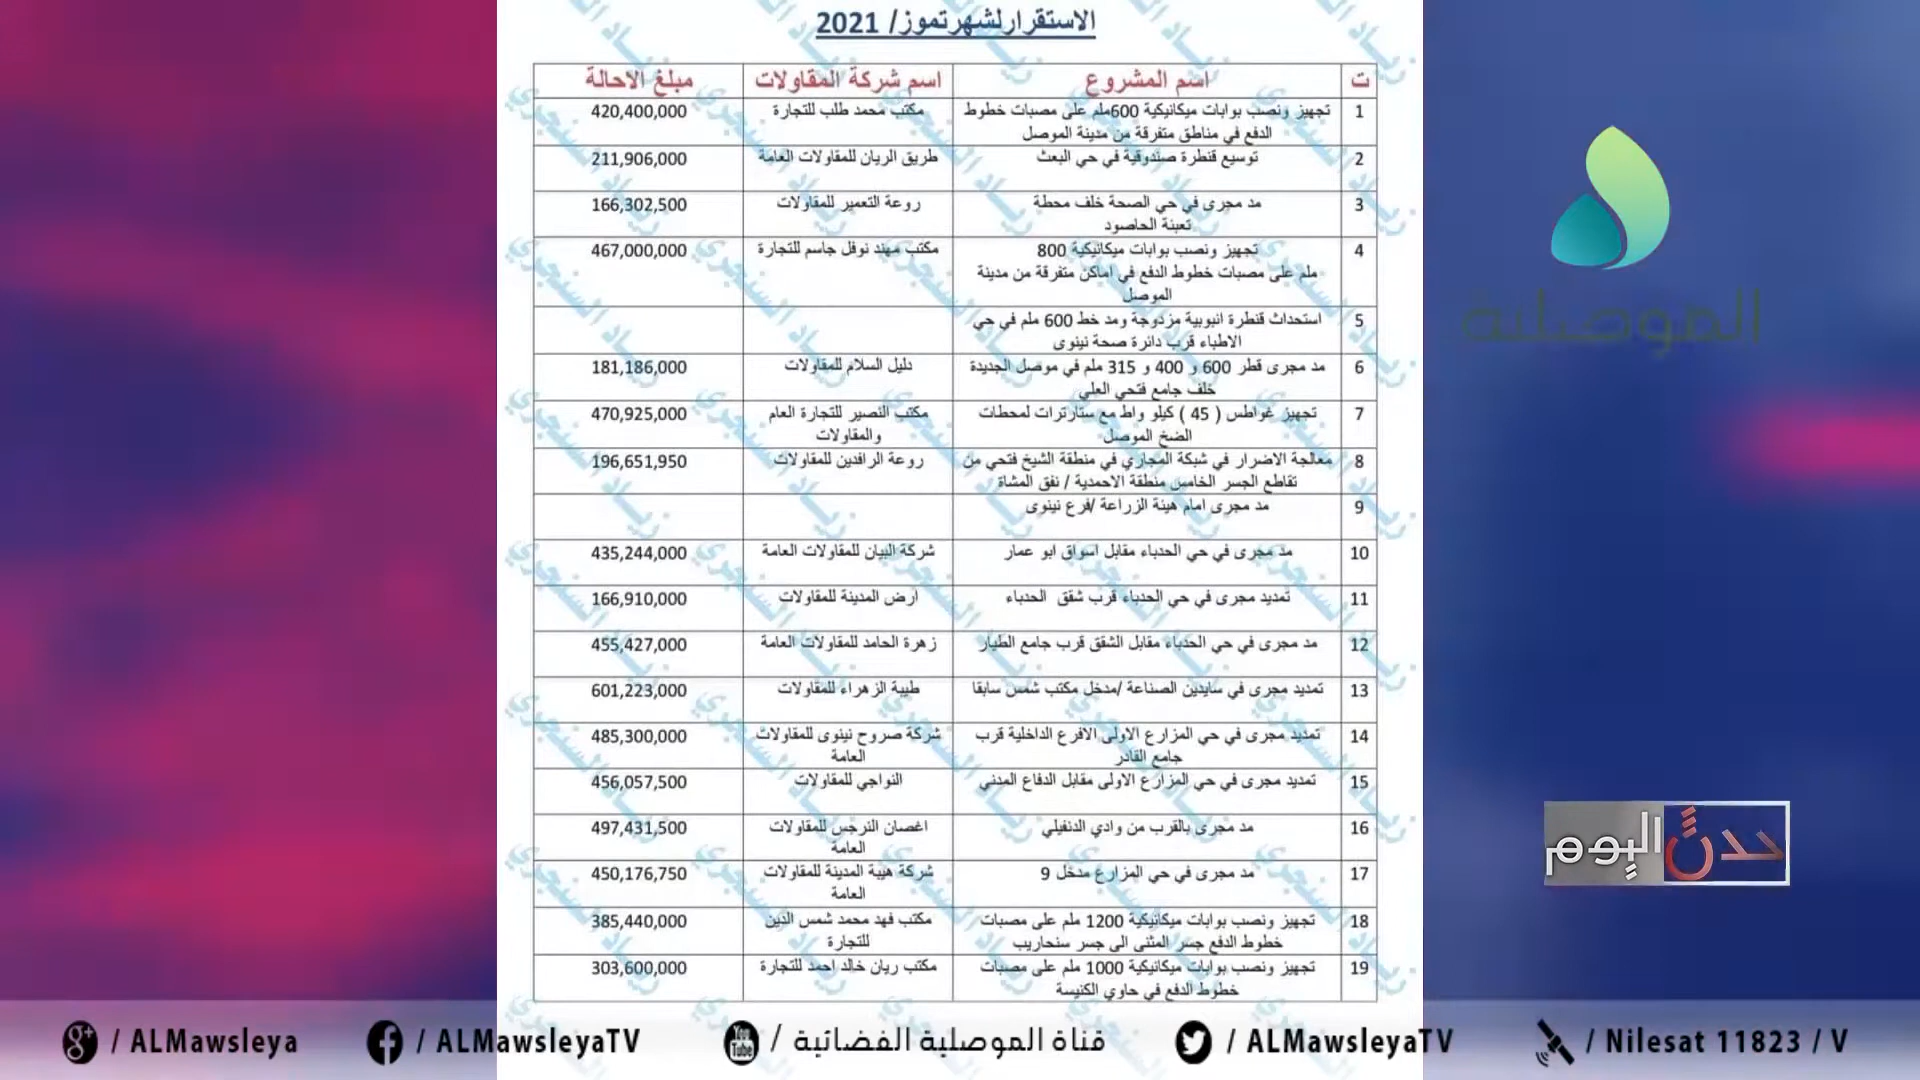 الاستقرار لشهر تموز/ 2021
ت اسم المشروع اسم شركة المقاولات مبلغ الاحالة
1 تجهيز ونصب بوابات ميكانيكية 600ملم على مصبات خطوط مكتب محمد طلب للتجارة 420,400,000
الدفع في مناطق متفرقة من مدينة الموصل
2 توسيع قنطرة صندوقية في حي البعث طريق الريان للمقاولات العامة 211,906,000
3 مد مجرى في حي الصحة خلف محطة روعة التعمير للمقاولات 166,302,500
تعبئة الحاصود
4 تجهيز ونصب بوابات ميكانيكية 800 مكتب مهند نوفل جاسم للتجارة 467,000,000
ملم على مصبات خطوط الدفع في اماكن متفرقة من مدينة
الموصل
5 استحداث قنطرة انبوبية مزدوجة ومد خط 600 ملم في حي
الاطباء قرب دائرة صحة نينوى
6 مد مجرى قطر 600 و 400 و 315 ملم في موصل الجديدة دليل السلام للمقاولات 181,186,000
خلف جامع فتحي العلي
7 تجهيز غواطس ( 45 ) كيلو واط مع ستارترات لمحطات مكتب النصير للتجارة العام 470,925,000
الضخ الموصل والمقاولات
8 معالجة الاضرار في شبكة المجاري في منطقة الشيخ فتحي من روعة الرافدين للمقاولات 196,651,950
تقاطع الجسر الخامس منطقة الاحمدية / نفق المشاة
9 مد مجرى امام هيئة الزراعة /فرع نينوى
10 مد مجرى في حي الحدباء مقابل اسواق ابو عمار شركة البيان للمقاولات العامة 435,244,000
11 تمديد مجرى في حي الحدباء قرب شقق الحدباء ارض المدينة للمقاولات 166,910,000
12 مد مجرى في حي الحدباء مقابل الشقق قرب جامع الطيار زهرة الحامد للمقاولات العامة 455,427,000
13 تمديد مجرى في سايدين الصناعة /مدخل مكتب شمس سابقا طيبة الزهراء للمقاولات 601,223,000
14 تمديد مجرى في حي المزارع الاولى الافرع الداخلية قرب شركة صروح نينوى للمقاولات 485,300,000
جامع القادر العامة
15 تمديد مجرى في حي المزارع الاولى مقابل الدفاع المدني النواجي للمقاولات 456,057,500
16 مد مجرى بالقرب من وادي الدنفيلي اغصان النرجس للمقاولات 497,431,500
العامة
17 مد مجرى في حي المزارع مدخل 9 شركة هيبة المدينة للمقاولات 450,176,750
العامة
18 تجهيز ونصب بوابات ميكانيكية 1200 ملم على مصبات مكتب فهد محمد شمس الدين 385,440,000
خطوط الدفع جسر المثنى الى جسر سنحاريب للتجارة
19 تجهيز ونصب بوابات ميكانيكية 1000 ملم على مصبات مكتب ريان خالد احمد للتجارة 303,600,000
خطوط الدفع في حاوي الكنيسة
زياد السنجري
الموصلية
حدث اليوم
g+ / ALMawsleya
f / ALMawsleyaTV
You Tube / قناة الموصلية الفضائية
/ ALMawsleyaTV
/ Nilesat 11823 / V